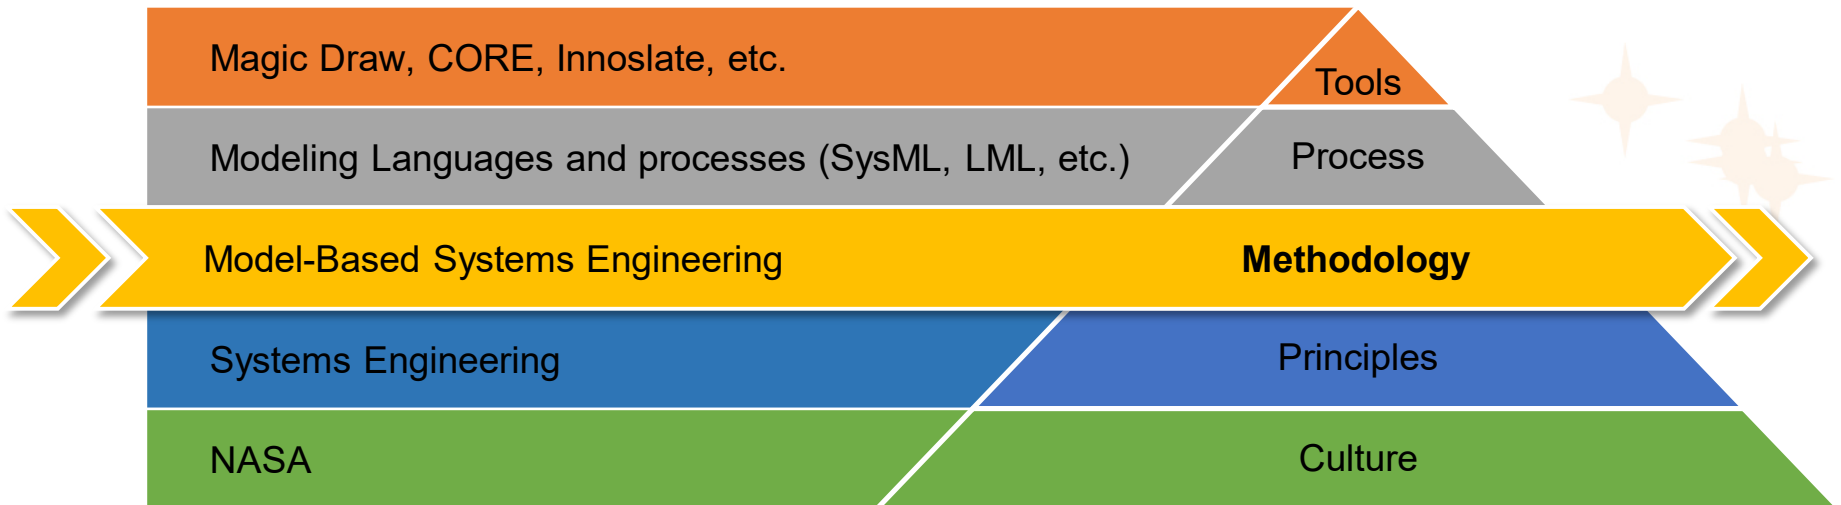 Magic Draw, CORE, Innoslate, etc.
Tools
Modeling Languages and processes (SysML, LML, etc.)
Process
Model-Based Systems Engineering
Methodology
Systems Engineering
Principles
NASA
Culture